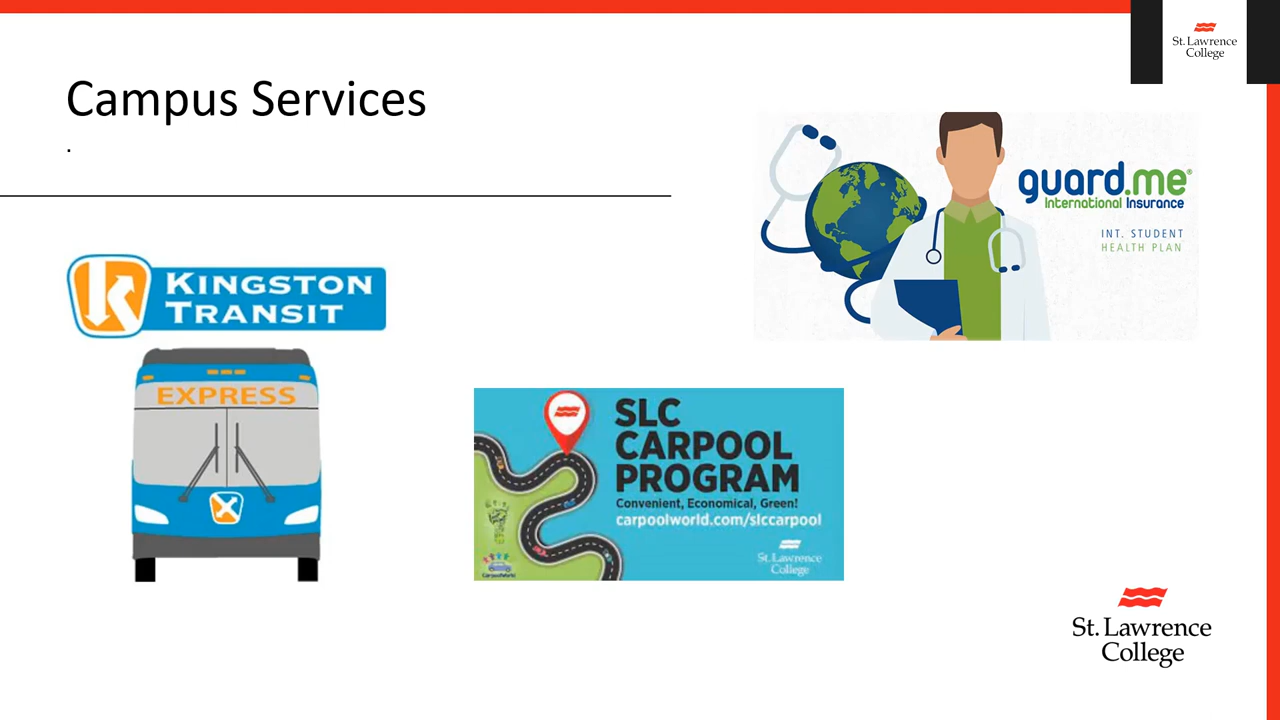 St. Lawrence
College
Campus Services
.
guard.me®
International Insurance
INT. STUDENT
HEALTH PLAN
KINGSTON
TRANSIT
EXPRESS
SLC
CARPOOL
PROGRAM
Convenient, Economical, Green!
carpoolworld.com/slccarpool
St. Lawrence
College
CarpoolWorld
St. Lawrence
College